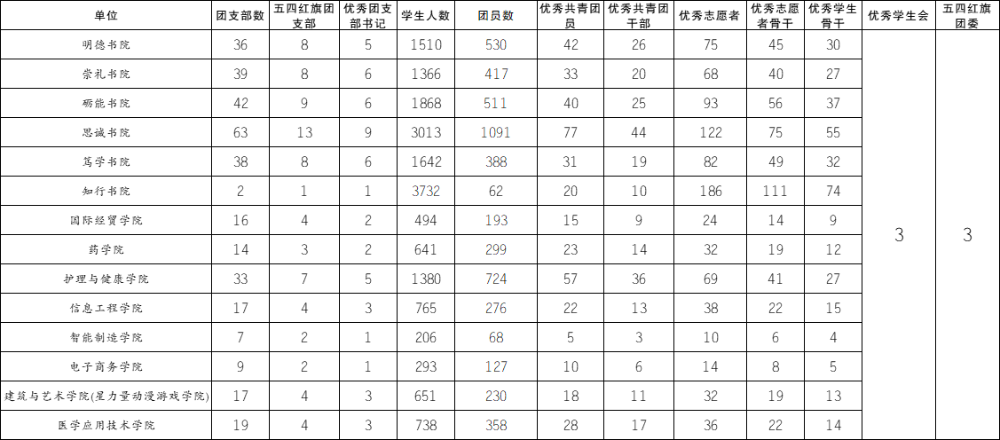 单位 团支部数 五四红旗团支部 优秀团支部书记 学生人数 团员数 优秀共青团员 优秀共青团干部 优秀志愿者 优秀志愿者骨干 优秀学生骨干 优秀学生会 五四红旗团委
明德书院 36 8 5 1510 530 42 26 75 45 30
崇礼书院 39 8 6 1366 417 33 20 68 40 27
砺能书院 42 9 6 1868 511 40 25 93 56 37
思诚书院 63 13 9 3013 1091 77 44 122 75 55
笃学书院 38 8 6 1642 388 31 19 82 49 32
知行书院 2 1 1 3732 62 20 10 186 111 74
国际经贸学院 16 4 2 494 193 15 9 24 14 9 3 3
药学院 14 3 2 641 299 23 14 32 19 12
护理与健康学院 33 7 5 1380 724 57 36 69 41 27
信息工程学院 17 4 3 765 276 22 13 38 22 15
智能制造学院 7 2 1 206 68 5 3 10 6 4
电子商务学院 9 2 1 293 127 10 6 14 8 5
建筑与艺术学院(星力量动漫游戏学院) 17 4 3 651 230 18 11 32 19 13
医学应用技术学院 19 4 3 738 358 28 17 36 22 14